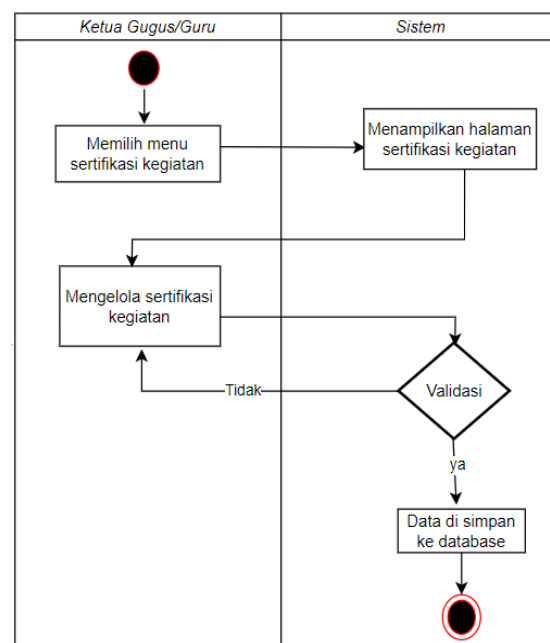 Ketua Gugus/Guru
Sistem
Memilih menu
sertifikasi kegiatan
Menampilkan halaman
sertifikasi kegiatan
Mengelola sertifikasi
kegiatan
Tidak
Validasi
ya
Data di simpan
ke database